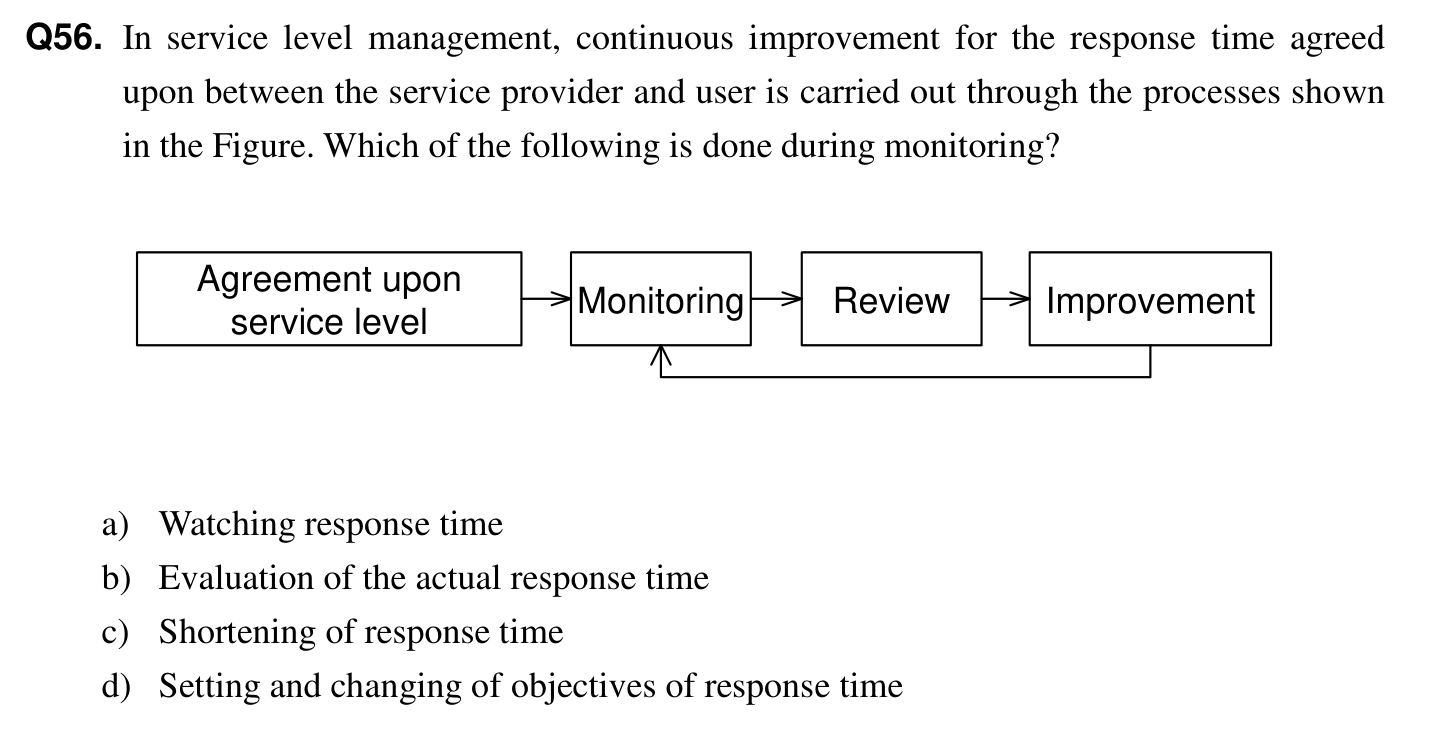 Q56. In service level management, continuous improvement for the response time agreed
upon between the service provider and user is carried out through the processes shown
in the Figure. Which of the following is done during monitoring?
Agreement upon
service level
Monitoring
Review
Improvement
a) Watching response time
b) Evaluation of the actual response time
c) Shortening of response time
d) Setting and changing of objectives of response time